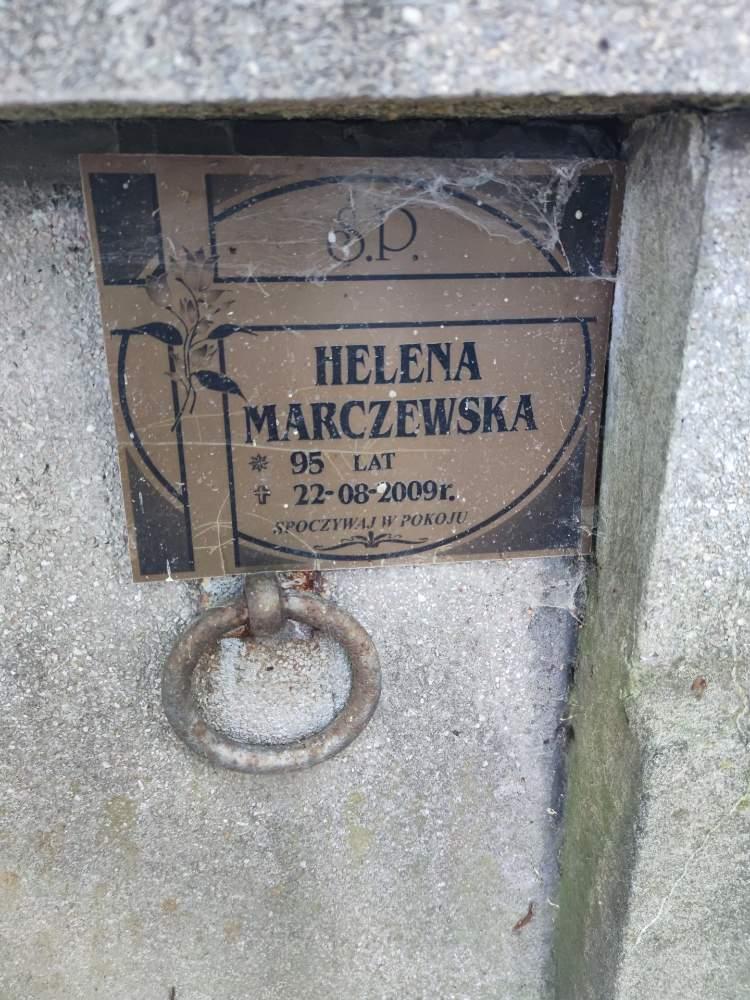 Ś.P.
HELENA
MARCZEWSKA
95 LAT
22-08-2009r.
SPOCZYWAJ W POKOJU